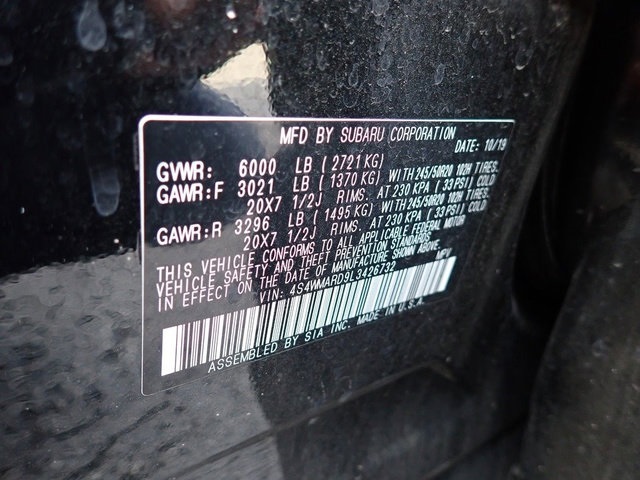 MFD BY SUBARU CORPORATION
DATE: 10/19
GVWR: 6000 LB ( 2721 KG)
GAWR:F 3021 LB ( 1370 KG) WITH 245/50R20 102H TIRES.
20X7 1/2J RIMS. AT 230 KPA ( 33 PSI) COLD
GAWR:R 3296 LB ( 1495 KG) WITH 245/50R20 102H TIRES.
20X7 1/2J RIMS. AT 230 KPA ( 33 PSI) COLD
THIS VEHICLE CONFORMS TO ALL APPLICABLE FEDERAL MOTOR
VEHICLE SAFETY AND THEFT PREVENTION STANDARDS
IN EFFECT ON THE DATE OF MANUFACTURE SHOWN ABOVE.
VIN: 4S4WMARD9L3426732 MPV
ASSEMBLED BY SIA INC. MADE IN U.S.A.